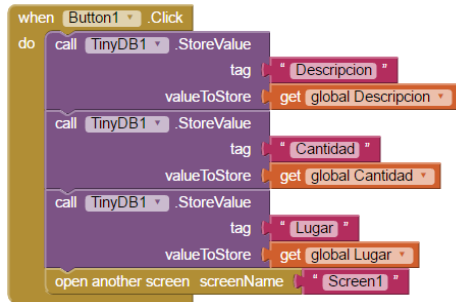 when Button1 .Click
do call TinyDB1 .StoreValue
tag " Descripcion "
valueToStore get global Descripcion
call TinyDB1 .StoreValue
tag " Cantidad "
valueToStore get global Cantidad
call TinyDB1 .StoreValue
tag " Lugar "
valueToStore get global Lugar
open another screen screenName " Screen1 "